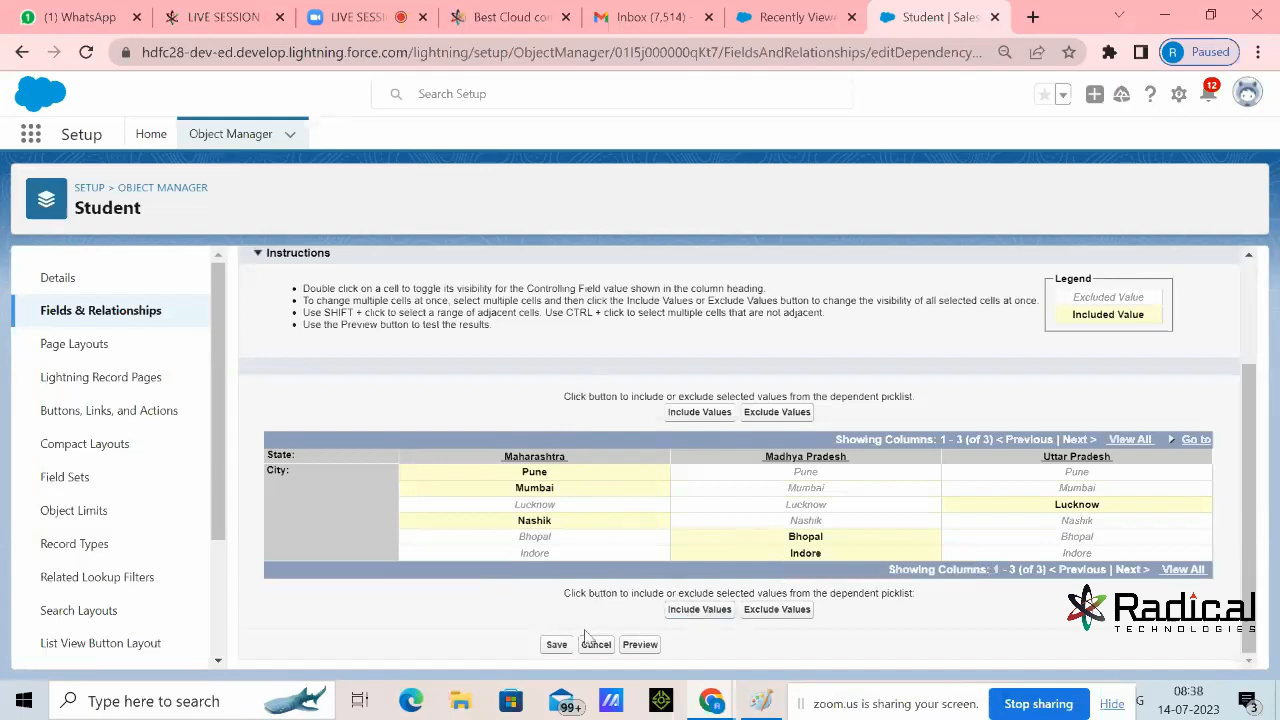 (1) WhatsApp
LIVE SESSION
LIVE SESSI
Best Cloud con
Inbox (7,514) -
Recently View
Student | Sales
hdfc28-dev-ed.develop.lightning.force.com/lightning/setup/ObjectManager/01I5j000000qKt7/FieldsAndRelationships/editDependency...
R Paused
Search Setup
12
Setup
Home
Object Manager
SETUP > OBJECT MANAGER
Student
Details
Fields & Relationships
Page Layouts
Lightning Record Pages
Buttons, Links, and Actions
Compact Layouts
Field Sets
Object Limits
Record Types
Related Lookup Filters
Search Layouts
List View Button Layout
Instructions
Double click on a cell to toggle its visibility for the Controlling Field value shown in the column heading.
To change multiple cells at once, select multiple cells and then click the Include Values or Exclude Values button to change the visibility of all selected cells at once.
Use SHIFT + click to select a range of adjacent cells. Use CTRL + click to select multiple cells that are not adjacent.
Use the Preview button to test the results.
Legend
Excluded Value
Included Value
Click button to include or exclude selected values from the dependent picklist.
Include Values Exclude Values
Showing Columns: 1 - 3 (of 3) < Previous | Next > View All Go to
State: Maharashtra Madhya Pradesh Uttar Pradesh
City: Pune Pune Pune
Mumbai Mumbai Mumbai
Lucknow Lucknow Lucknow
Nashik Nashik Nashik
Bhopal Bhopal Bhopal
Indore Indore Indore
Showing Columns: 1 - 3 (of 3) < Previous | Next > View All
Click button to include or exclude selected values from the dependent picklist.
Include Values Exclude Values
Save Cancel Preview
Radical
TECHNOLOGIES
Type here to search
99+
zoom.us is sharing your screen. Stop sharing Hide
G
08:38
14-07-2023
3